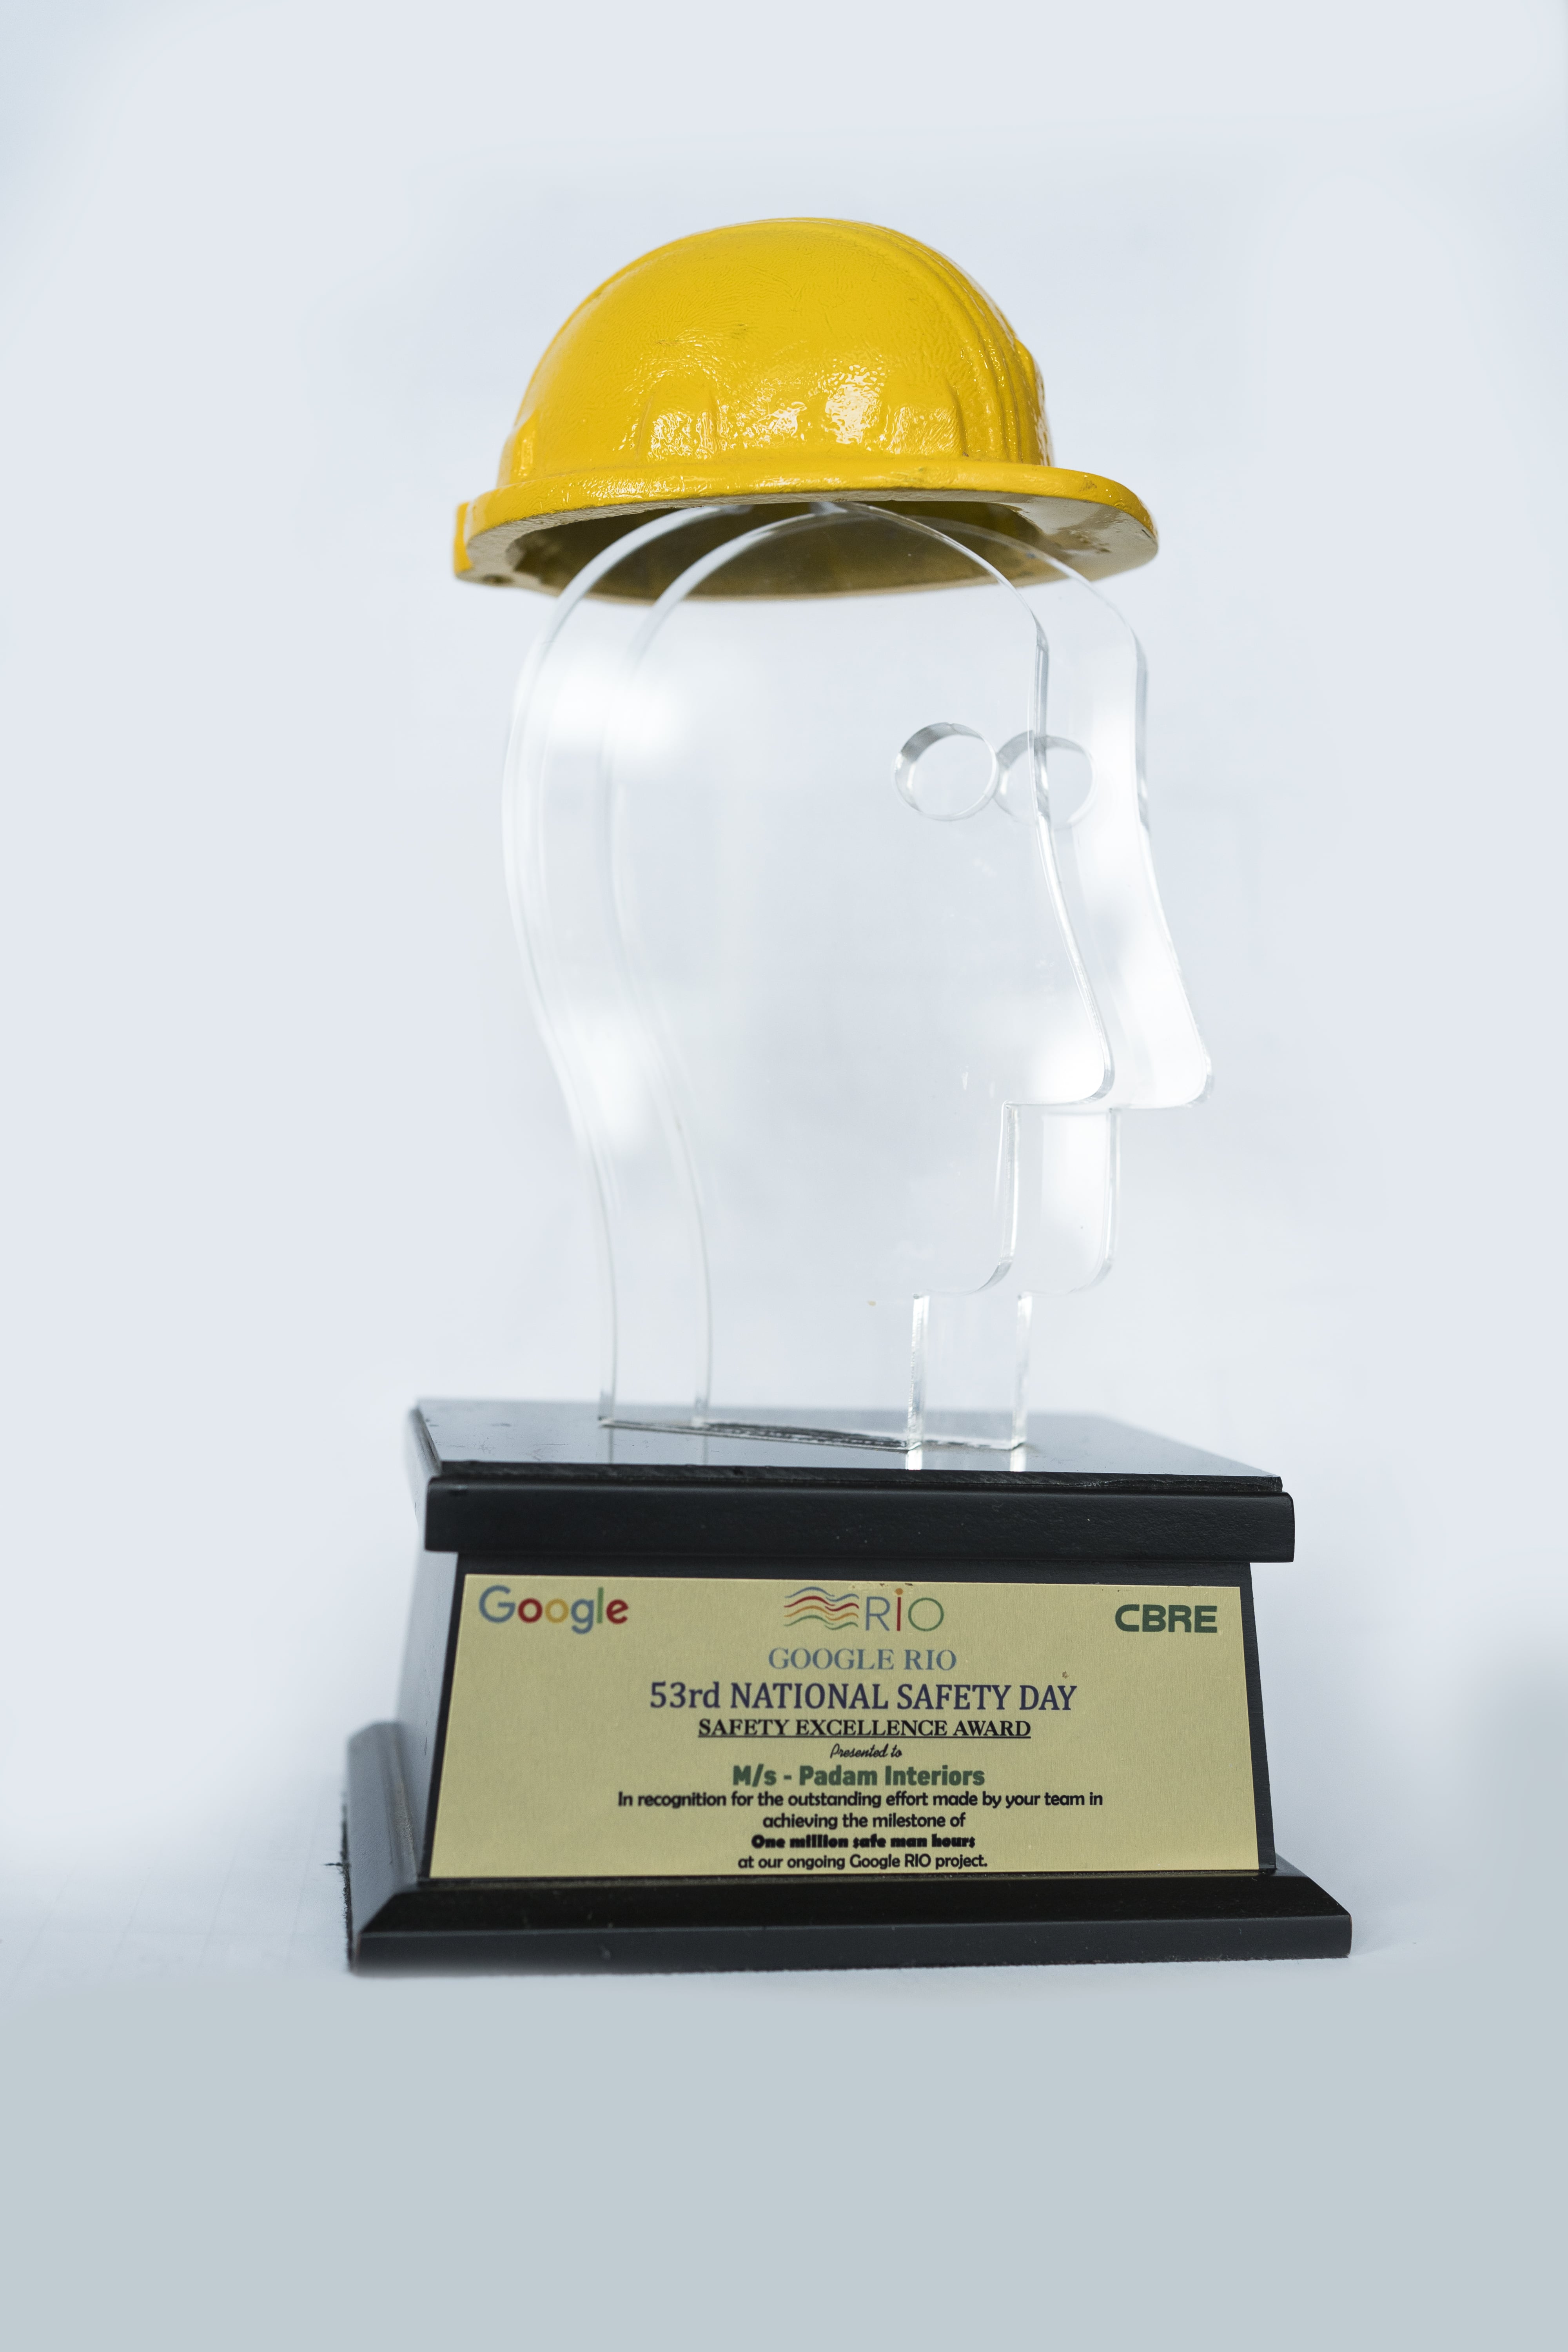 Google RIO CBRE
GOOGLE RIO
53rd NATIONAL SAFETY DAY
SAFETY EXCELLENCE AWARD
Presented to
M/s - Padam Interiors
In recognition for the outstanding effort made by your team in
achieving the milestone of
One million safe man hours
at our ongoing Google RIO project.